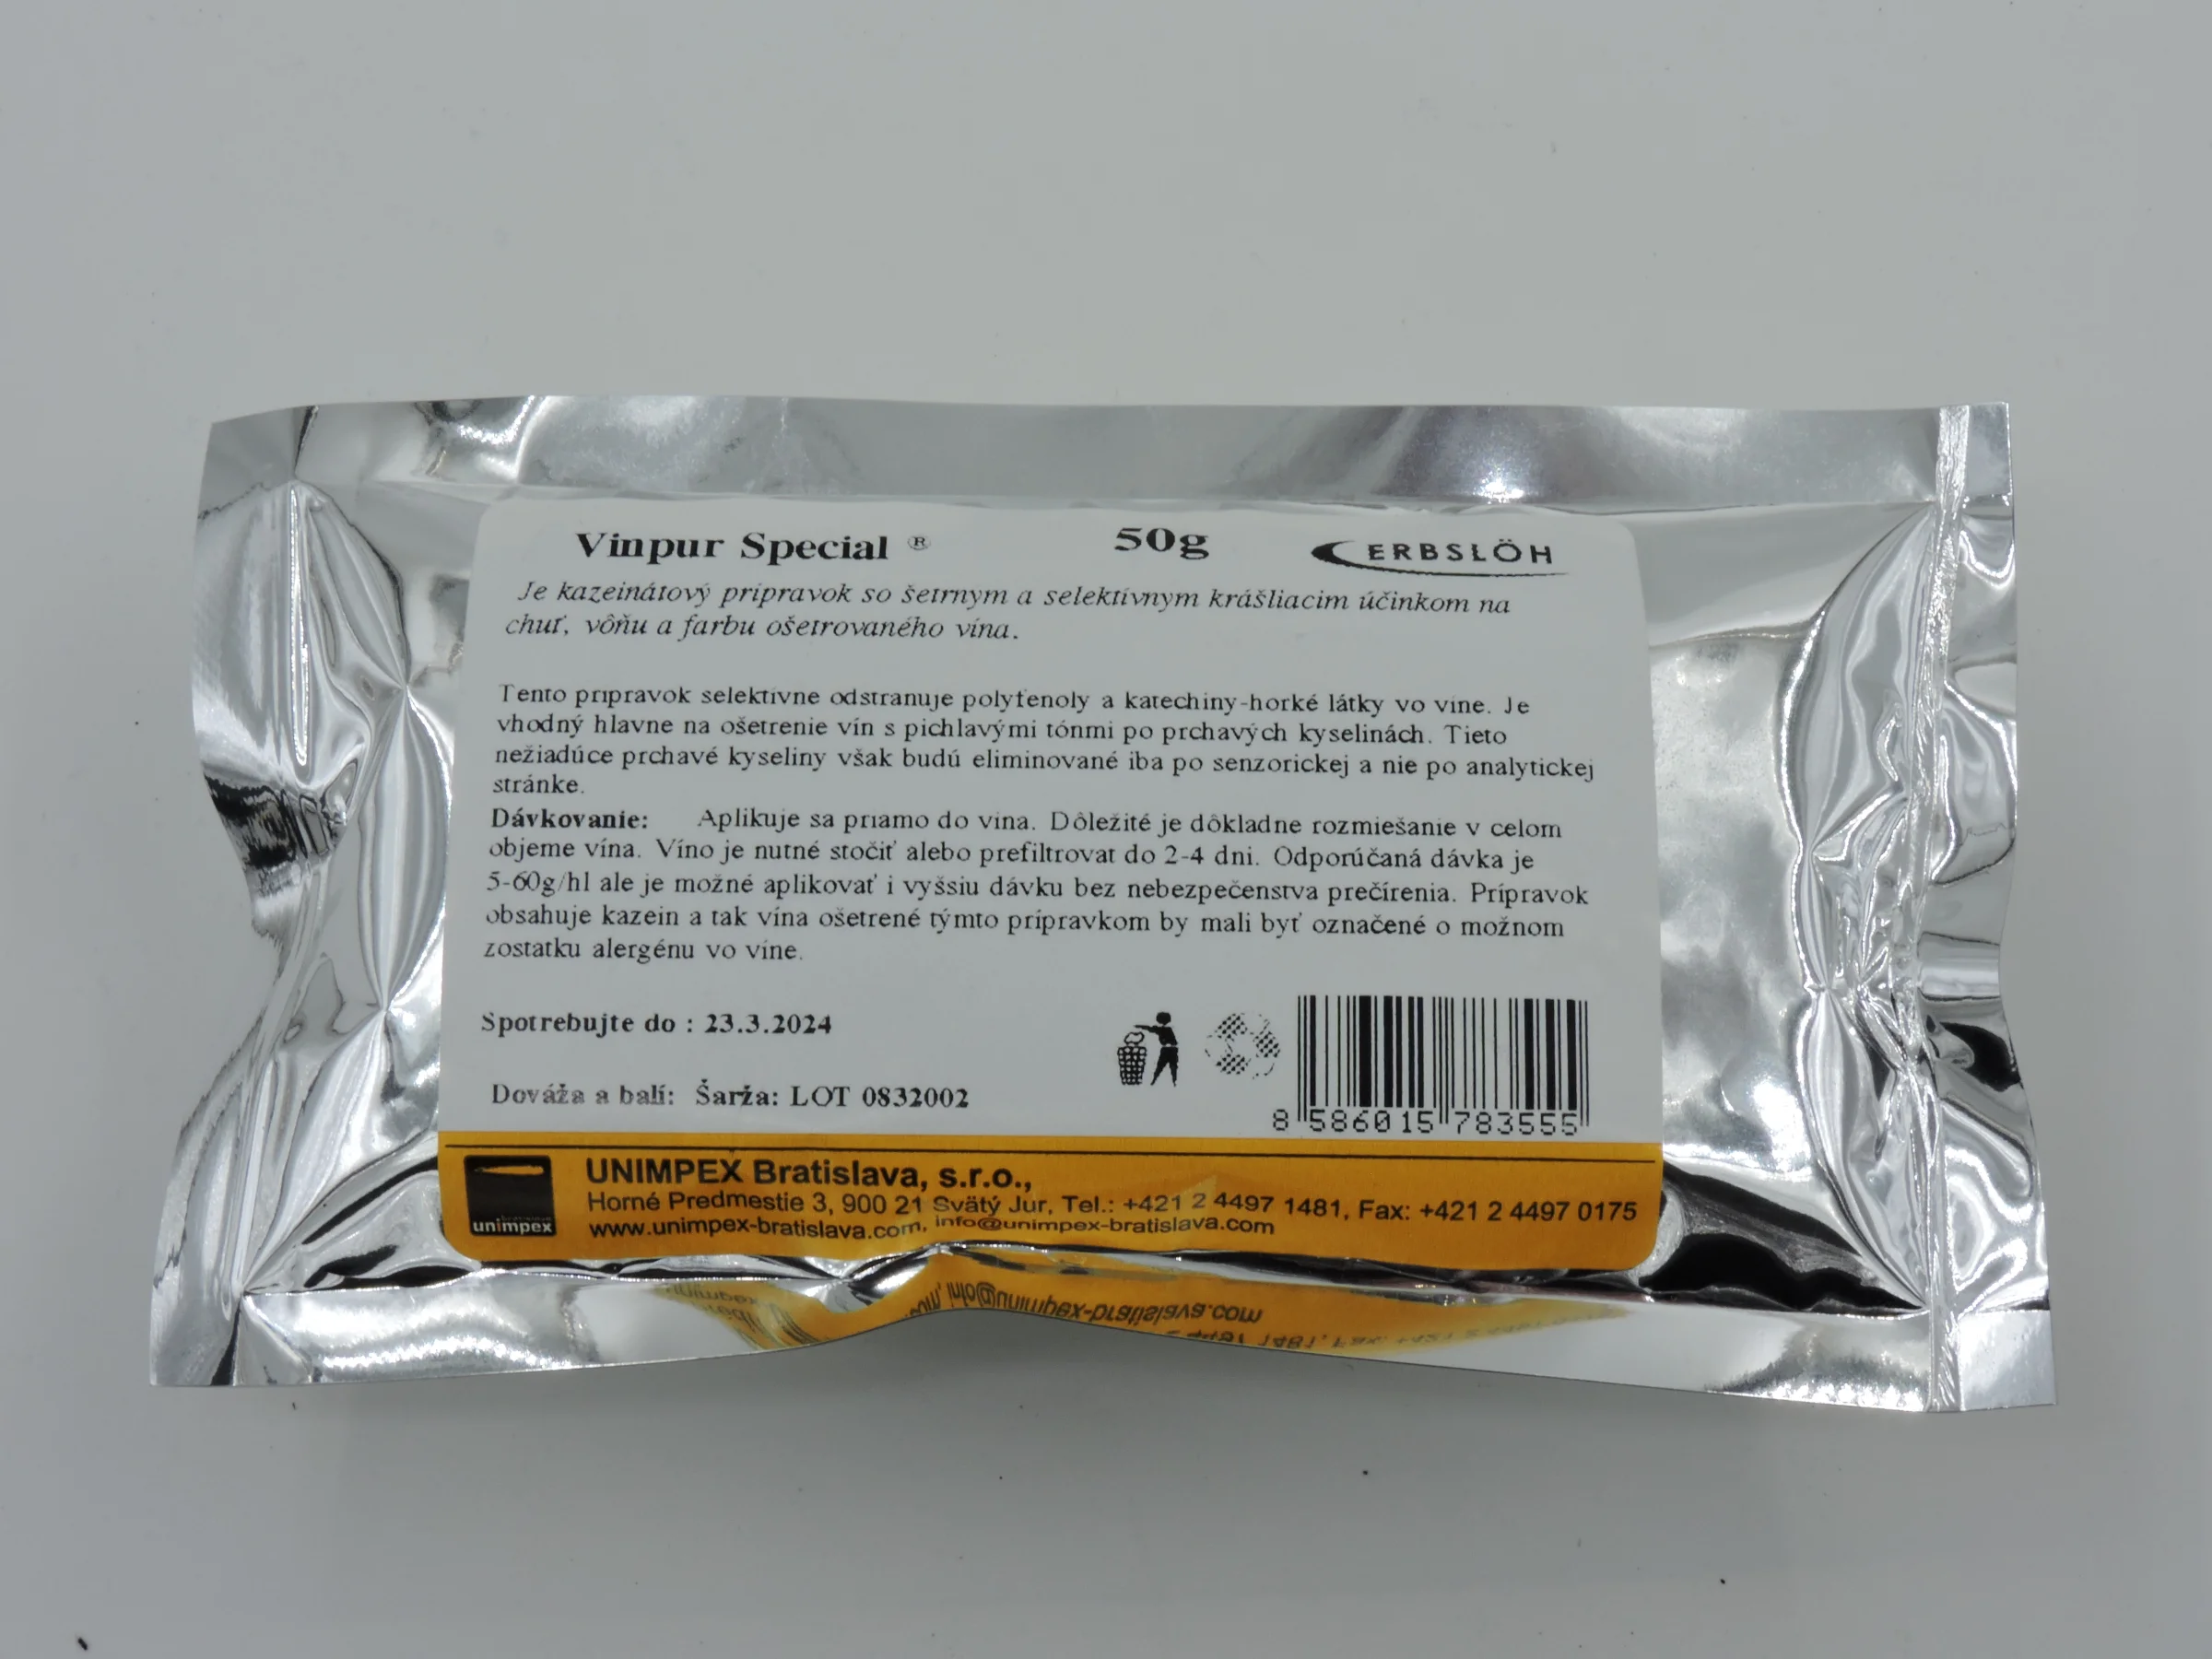 Vinpur Special ® 50g ERBSLÖH
Je kazeinátový prípravok so šetrným a selektívnym krášliacim účinkom na
chuť, vôňu a farbu ošetrovaného vína.
Tento prípravok selektívne odstranuje polyfenoly a katechiny-horké látky vo víne. Je
vhodný hlavne na ošetrenie vín s pichlavými tónmi po prchavých kyselinách. Tieto
nežiadúce prchavé kyseliny však budú eliminované iba po senzorickej a nie po analytickej
stránke.
Dávkovanie: Aplikuje sa priamo do vína. Dôležité je dôkladne rozmiešanie v celom
objeme vína. Víno je nutné stočiť alebo prefiltrovat do 2-4 dni. Odporúčaná dávka je
5-60g/hl ale je možné aplikovať i vyššiu dávku bez nebezpečenstva prečírenia. Prípravok
obsahuje kazein a tak vína ošetrené týmto prípravkom by mali byť označené o možnom
zostatku alergénu vo víne.
Spotrebujte do : 23.3.2024
Dováža a balí: Šarža: LOT 0832002
8 586015 783555
UNIMPEX Bratislava, s.r.o.,
Horné Predmestie 3, 900 21 Svätý Jur, Tel.: +421 2 4497 1481, Fax: +421 2 4497 0175
www.unimpex-bratislava.com, info@unimpex-bratislava.com
unimpex